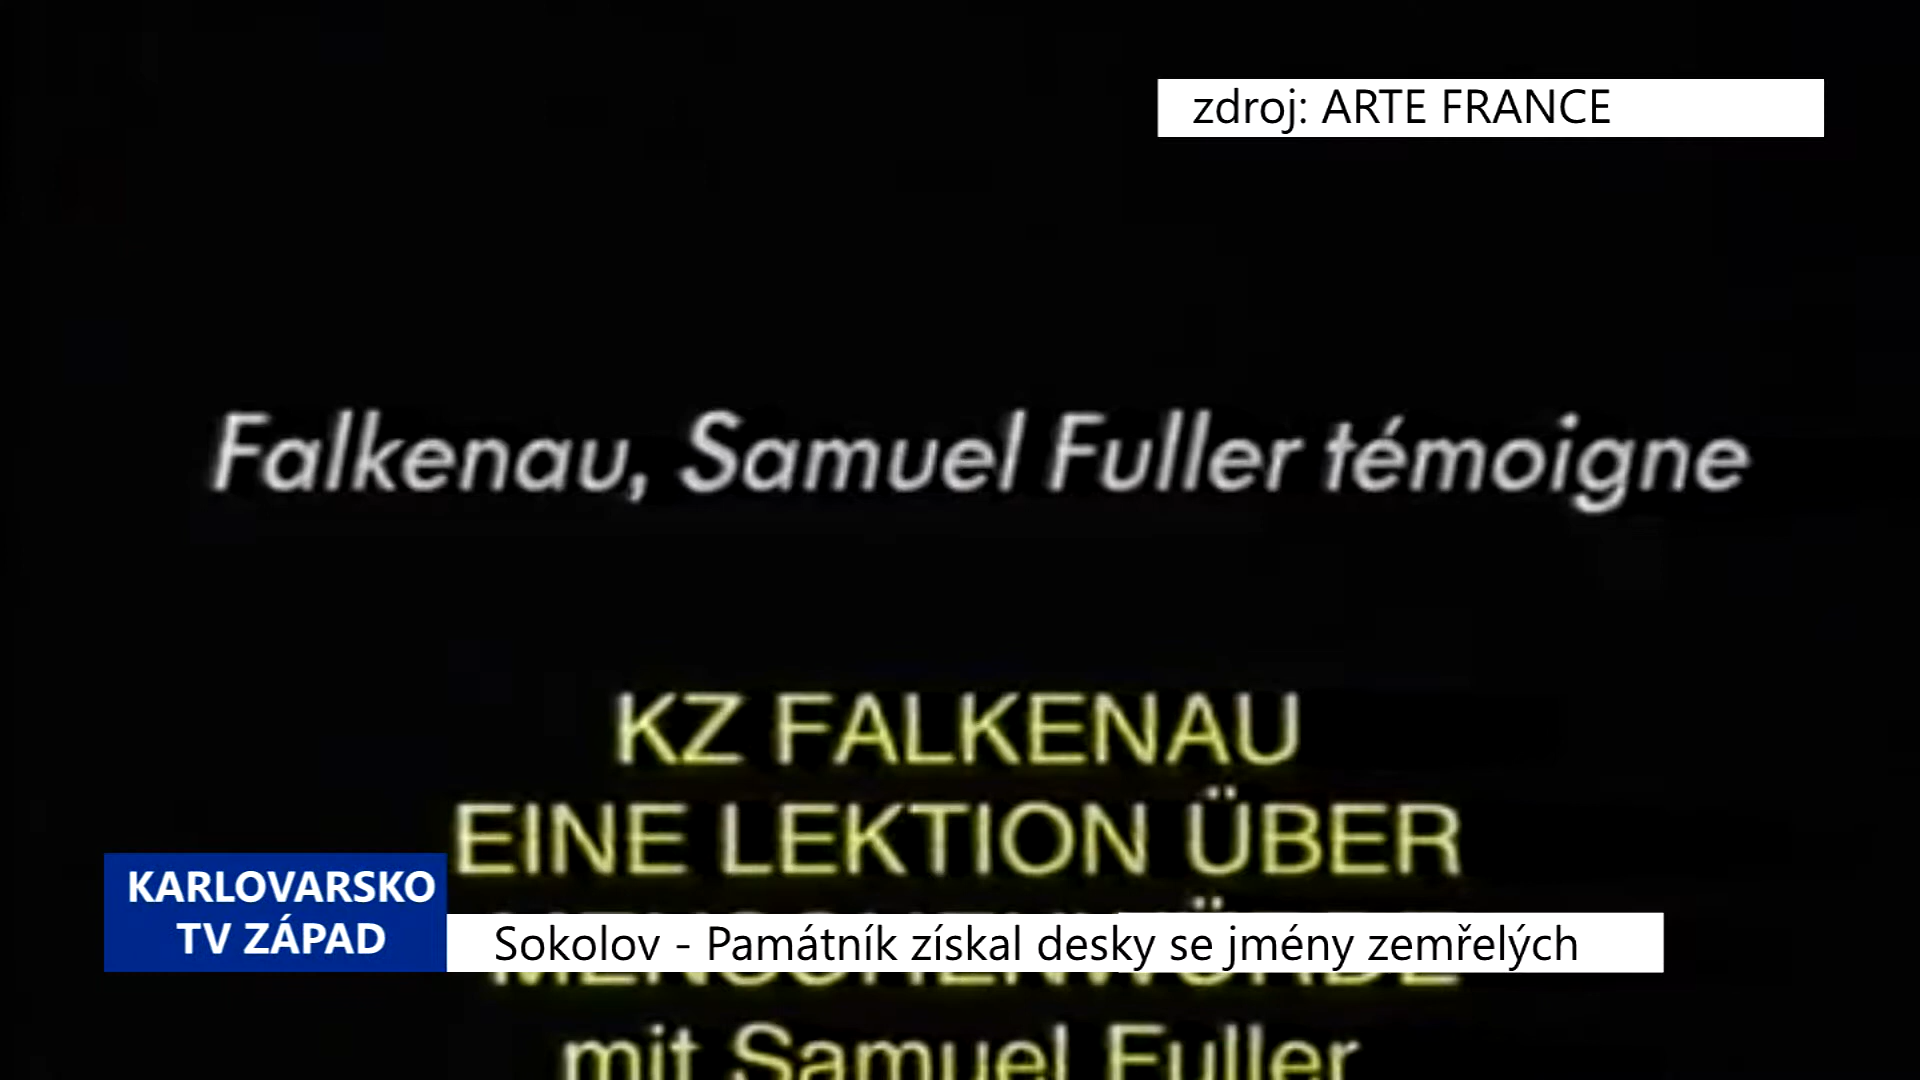 zdroj: ARTE FRANCE
Falkenau, Samuel Fuller témoigne
KZ FALKENAU
EINE LEKTION ÜBER
MENSCHENWÜRDE
mit Samuel Fuller
KARLOVARSKO
TV ZÁPAD
Sokolov - Památník získal desky se jmény zemřelých